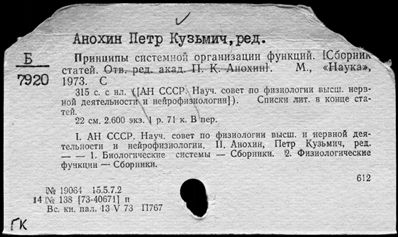 Анохин Петр Кузьмич, ред.
Б
7920
Принципы системной организации функций. [Сборник
статей. Отв. ред. акад. П. К. Анохин]. М., «Наука»,
1973. С
315 с. с ил. ([АН СССР. Науч. совет по физиологии высш. нерв-
ной деятельности и нейрофизиологии]). Списки лит. в конце ста-
тей.
22 см. 2.600 экз. 1 р. 71 к. В пер.
I. АН СССР. Науч. совет по физиологии высш. и нервной дея-
тельности и нейрофизиологии. II. Анохин, Петр Кузьмич, ред.
— — 1. Биологические системы — Сборники. 2. Физиологические
функции — Сборники.
612
№ 19064 15.5.7.2
14 № 138 [73-40671] п
Вс. кн. пал. 13 V 73 П767
ГК